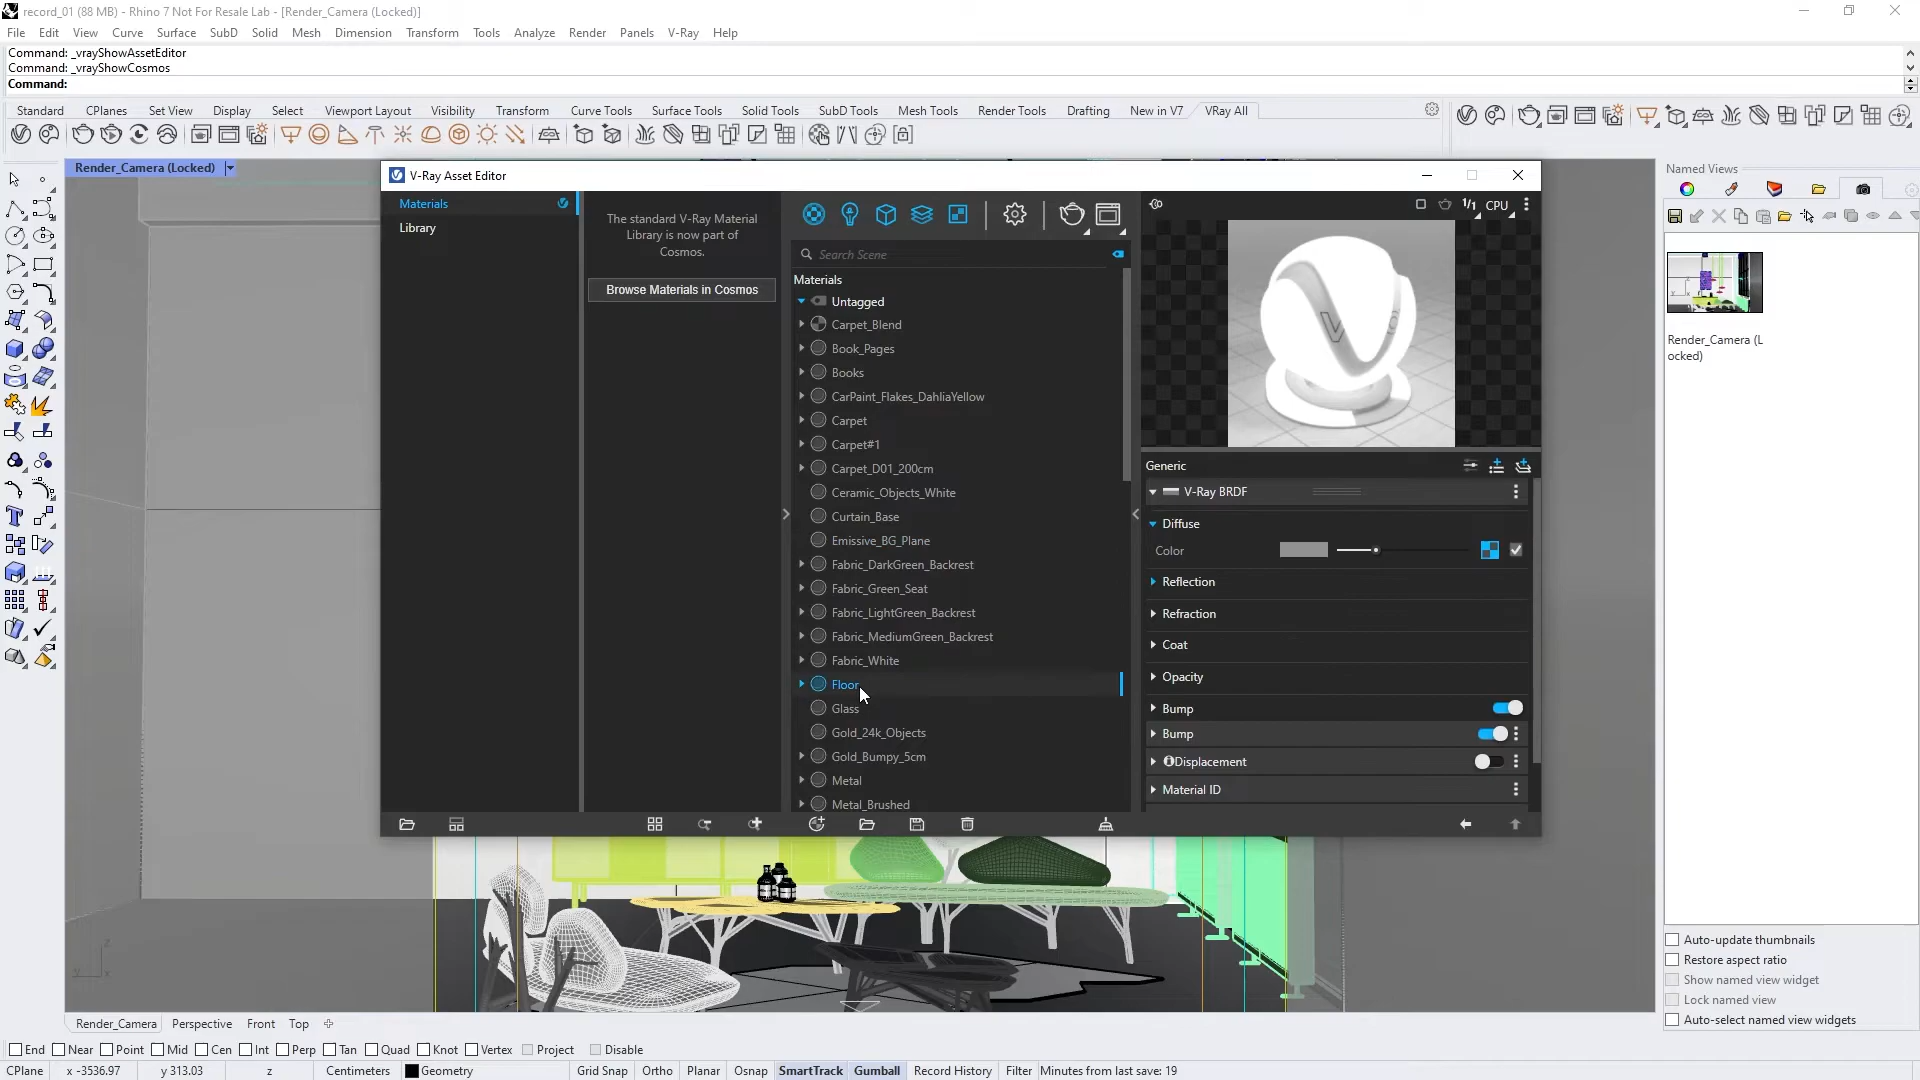 record_01 (88 MB) - Rhino 7 Not For Resale Lab - [Render_Camera (Locked)]
File Edit View Curve Surface SubD Solid Mesh Dimension Transform Tools Analyze Render Panels V-Ray Help
Command: _vrayShowAssetEditor
Command: _vrayShowCosmos
Command:
Standard CPlanes Set View Display Select Viewport Layout Visibility Transform Curve Tools Surface Tools Solid Tools SubD Tools Mesh Tools Render Tools Drafting New in V7 VRay All
Render_Camera (Locked)
V-Ray Asset Editor
Materials
Library
The standard V-Ray Material
Library is now part of
Cosmos.
Browse Materials in Cosmos
Search Scene
Materials
Untagged
Carpet_Blend
Book_Pages
Books
CarPaint_Flakes_DahliaYellow
Carpet
Carpet#1
Carpet_D01_200cm
Ceramic_Objects_White
Curtain_Base
Emissive_BG_Plane
Fabric_DarkGreen_Backrest
Fabric_Green_Seat
Fabric_LightGreen_Backrest
Fabric_MediumGreen_Backrest
Fabric_White
Floor
Glass
Gold_24k_Objects
Gold_Bumpy_5cm
Metal
Metal_Brushed
1/1 CPU
Generic
V-Ray BRDF
Diffuse
Color
Reflection
Refraction
Coat
Opacity
Bump
Bump
Displacement
Material ID
Named Views
Render_Camera (L
ocked)
Auto-update thumbnails
Restore aspect ratio
Show named view widget
Lock named view
Auto-select named view widgets
Render_Camera Perspective Front Top
End Near Point Mid Cen Int Perp Tan Quad Knot Vertex Project Disable
CPlane x -3536.97 y 313.03 z Centimeters Geometry Grid Snap Ortho Planar Osnap SmartTrack Gumball Record History Filter Minutes from last save: 19